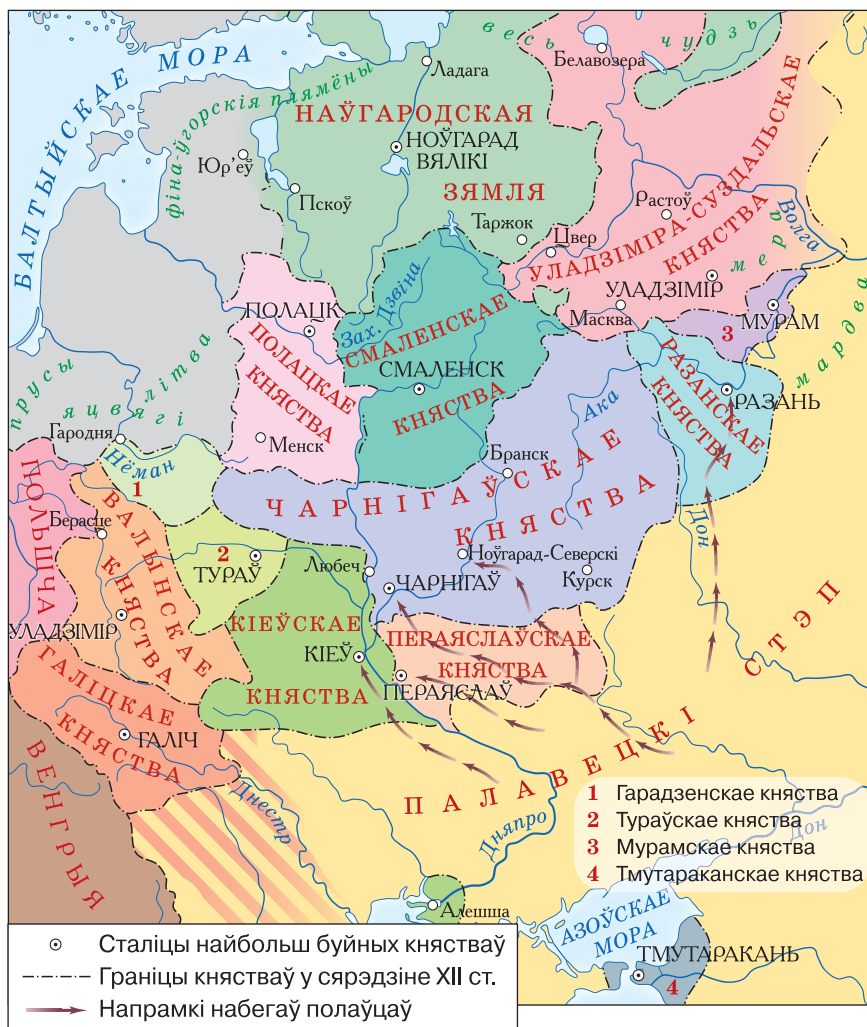 БАЛТЫЙСКАЕ МОРА
фіна-ўгорскія плямёны
весь
чудзь
Белавозера
Ладага
НАЎГАРОДСКАЯ
ЗЯМЛЯ
НОЎГАРАД
ВЯЛІКІ
Юр'еў
Пскоў
Таржок
Цвер
Растоў
УЛАДЗІМІРА-СУЗДАЛЬСКАЕ
КНЯСТВА
Волга
мера
УЛАДЗІМІР
Масква
МУРАМ
3
мардва
ПОЛАЦК
ПОЛАЦКАЕ
КНЯСТВА
Зах. Дзвіна
СМАЛЕНСКАЕ
КНЯСТВА
СМАЛЕНСК
РАЗАНСКАЕ
КНЯСТВА
РАЗАНЬ
Ака
прусы
літва
яцвягі
Гародня
Нёман
1
Менск
Бранск
ЧАРНІГАЎСКАЕ
КНЯСТВА
Дон
ПОЛЬШЧА
Берасце
ВАЛЫНСКАЕ
КНЯСТВА
2
ТУРАЎ
Любеч
ЧАРНІГАЎ
Ноўгарад-Северскі
Курск
УЛАДЗІМІР
КІЕЎСКАЕ
КНЯСТВА
КІЕЎ
ПЕРАЯСЛАЎСКАЕ
КНЯСТВА
ПЕРАЯСЛАЎ
ГАЛІЦКАЕ
КНЯСТВА
ГАЛІЧ
ВЕНГРЫЯ
Днестр
ПАЛАВЕЦКІ СТЭП
Дняпро
Алешша
1 Гарадзенскае княства
2 Тураўскае княства
3 Мурамскае княства
4 Тмутараканскае княства
Дон
АЗОЎСКАЕ
МОРА
ТМУТАРАКАНЬ
4
Сталіцы найбольш буйных княстваў
Граніцы княстваў у сярэдзіне XII ст.
Напрамкі набегаў полаўцаў